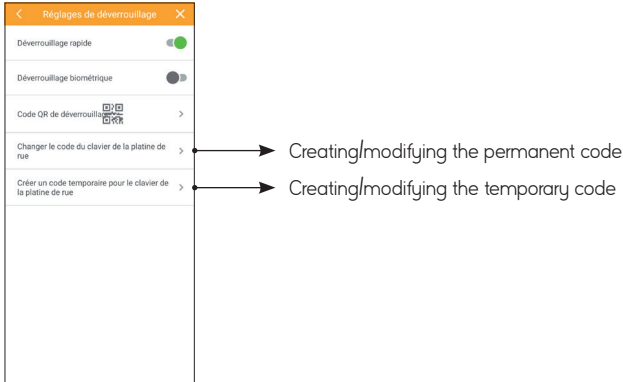 Réglages de déverrouillage
Déverrouillage rapide
Déverrouillage biométrique
Code QR de déverrouilla
Changer le code du clavier de la platine de
rue
Creating/modifying the permanent code
Créer un code temporaire pour le clavier de
la platine de rue
Creating/modifying the temporary code